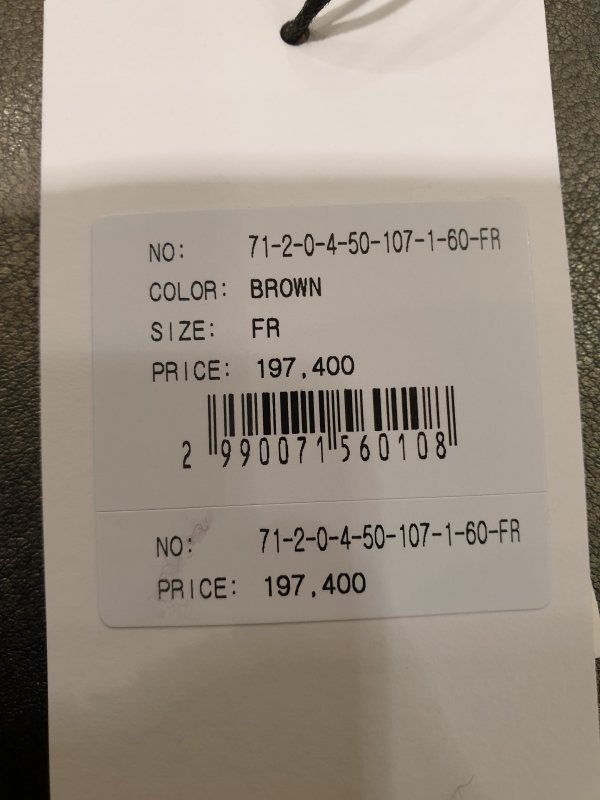 NO: 71-2-0-4-50-107-1-60-FR
COLOR: BROWN
SIZE: FR
PRICE: 197,400
2 990071 560108
NO: 71-2-0-4-50-107-1-60-FR
PRICE: 197,400